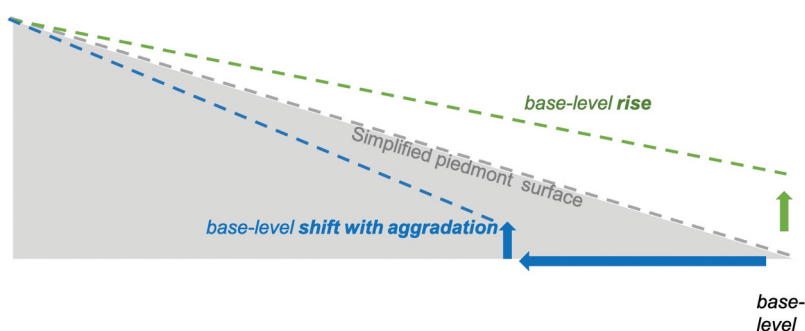 base-level rise
Simplified piedmont surface
base-level shift with aggradation
base-
level